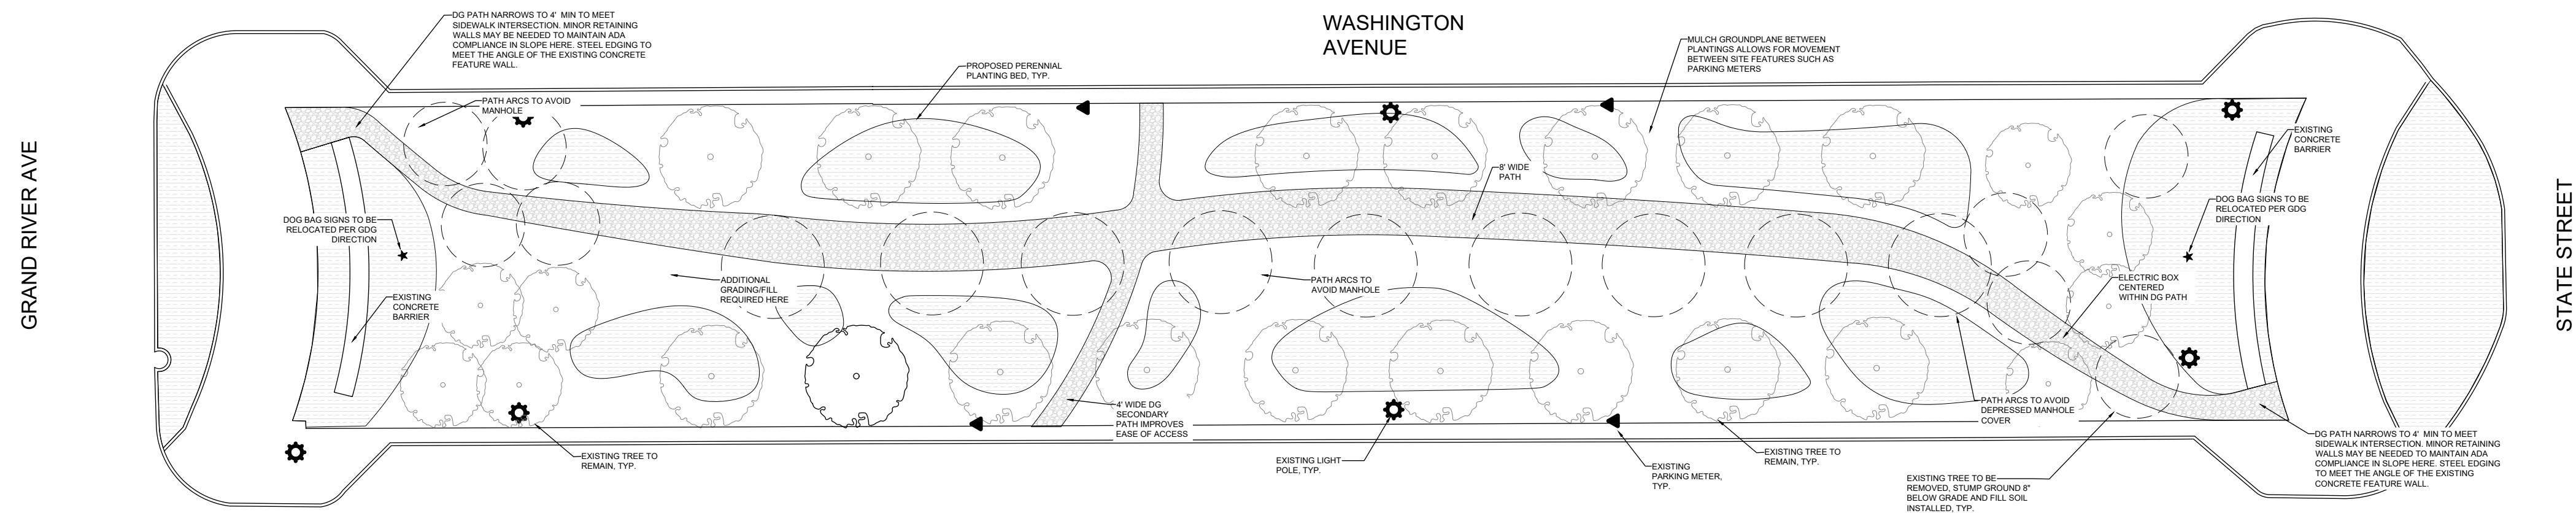 DG PATH NARROWS TO 4' MIN TO MEET
SIDEWALK INTERSECTION. MINOR RETAINING
WALLS MAY BE NEEDED TO MAINTAIN ADA
COMPLIANCE IN SLOPE HERE. STEEL EDGING TO
MEET THE ANGLE OF THE EXISTING CONCRETE
FEATURE WALL.
WASHINGTON
AVENUE
MULCH GROUNDPLANE BETWEEN
PLANTINGS ALLOWS FOR MOVEMENT
BETWEEN SITE FEATURES SUCH AS
PARKING METERS
PROPOSED PERENNIAL
PLANTING BED, TYP.
PATH ARCS TO AVOID
MANHOLE
GRAND RIVER AVE
EXISTING
CONCRETE
BARRIER
8' WIDE
PATH
DOG BAG SIGNS TO BE
RELOCATED PER GDG
DIRECTION
DOG BAG SIGNS TO BE
RELOCATED PER GDG
DIRECTION
STATE STREET
ADDITIONAL
GRADING/FILL
REQUIRED HERE
PATH ARCS TO
AVOID MANHOLE
ELECTRIC BOX
CENTERED
WITHIN DG PATH
EXISTING
CONCRETE
BARRIER
4' WIDE DG
SECONDARY
PATH IMPROVES
EASE OF ACCESS
PATH ARCS TO AVOID
DEPRESSED MANHOLE
COVER
EXISTING TREE TO
REMAIN, TYP.
EXISTING LIGHT
POLE, TYP.
EXISTING
PARKING METER,
TYP.
EXISTING TREE TO
REMAIN, TYP.
EXISTING TREE TO BE
REMOVED, STUMP GROUND 8"
BELOW GRADE AND FILL SOIL
INSTALLED, TYP.
DG PATH NARROWS TO 4' MIN TO MEET
SIDEWALK INTERSECTION. MINOR RETAINING
WALLS MAY BE NEEDED TO MAINTAIN ADA
COMPLIANCE IN SLOPE HERE. STEEL EDGING
TO MEET THE ANGLE OF THE EXISTING
CONCRETE FEATURE WALL.